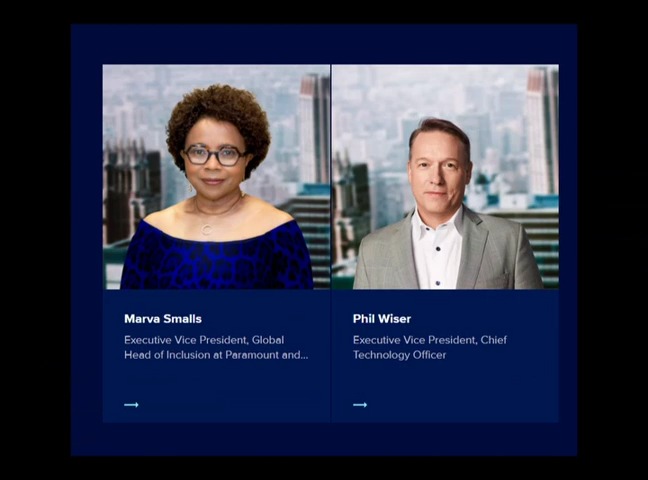 Marva Smalls
Executive Vice President, Global
Head of Inclusion at Paramount and...
Phil Wiser
Executive Vice President, Chief
Technology Officer